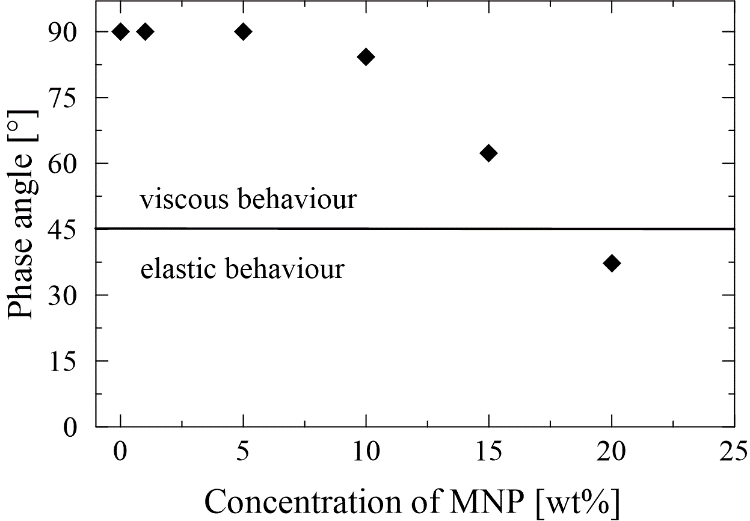 90
75
60
45
30
15
0
Phase angle [°]
viscous behaviour
elastic behaviour
0 5 10 15 20 25
Concentration of MNP [wt%]